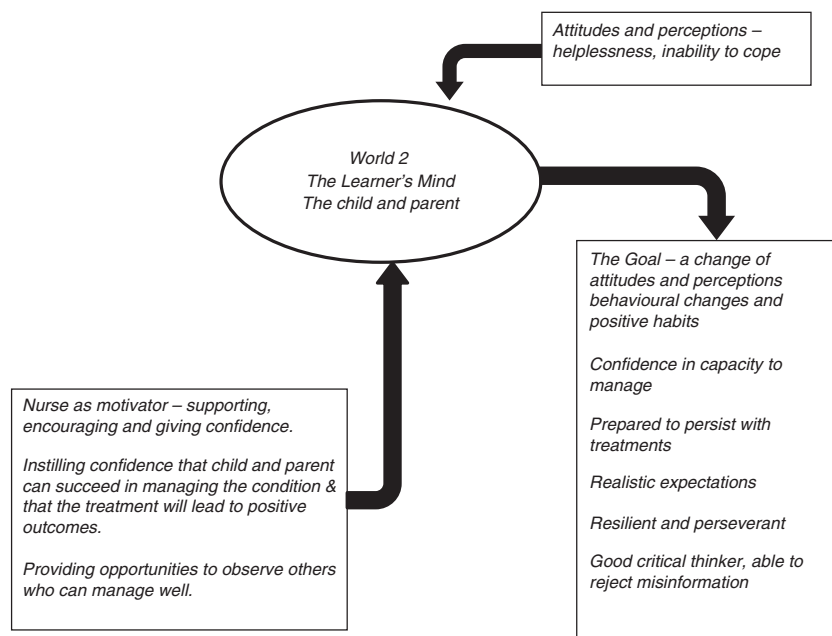 Attitudes and perceptions –
helplessness, inability to cope
World 2
The Learner's Mind
The child and parent
The Goal – a change of
attitudes and perceptions
behavioural changes and
positive habits
Confidence in capacity to
manage
Prepared to persist with
treatments
Realistic expectations
Resilient and perseverant
Good critical thinker, able to
reject misinformation
Nurse as motivator – supporting,
encouraging and giving confidence.
Instilling confidence that child and parent
can succeed in managing the condition &
that the treatment will lead to positive
outcomes.
Providing opportunities to observe others
who can manage well.